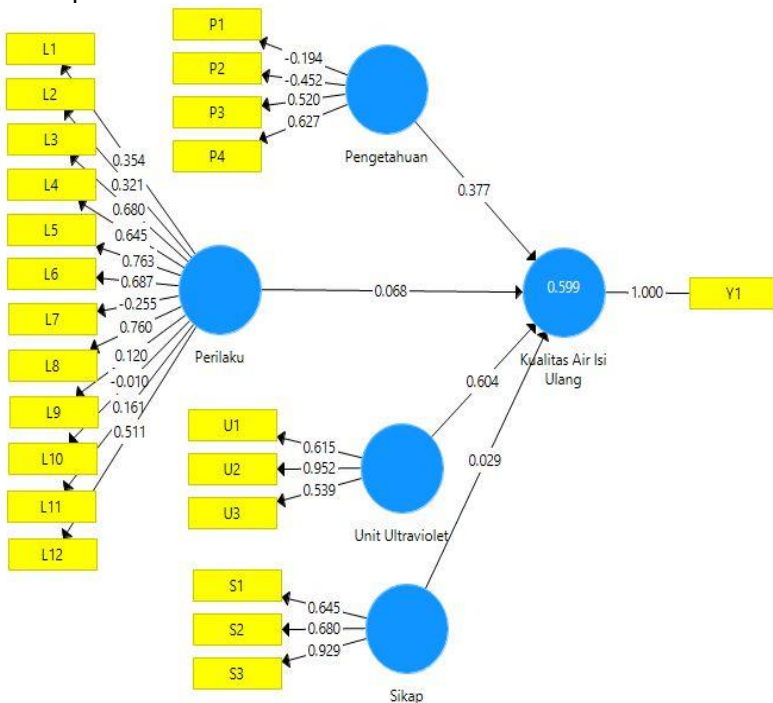 P1
P2
P3
P4
-0.194
-0.452
0.520
0.627
Pengetahuan
0.377
L1
L2
L3
L4
L5
L6
L7
L8
L9
L10
L11
L12
0.354
0.321
0.680
0.645
0.763
0.687
-0.255
0.760
0.120
-0.010
0.161
0.511
Perilaku
0.068
0.599
Kualitas Air Isi
Ulang
1.000
Y1
U1
U2
U3
0.615
0.952
0.539
Unit Ultraviolet
0.604
S1
S2
S3
0.645
0.680
0.929
Sikap
0.029